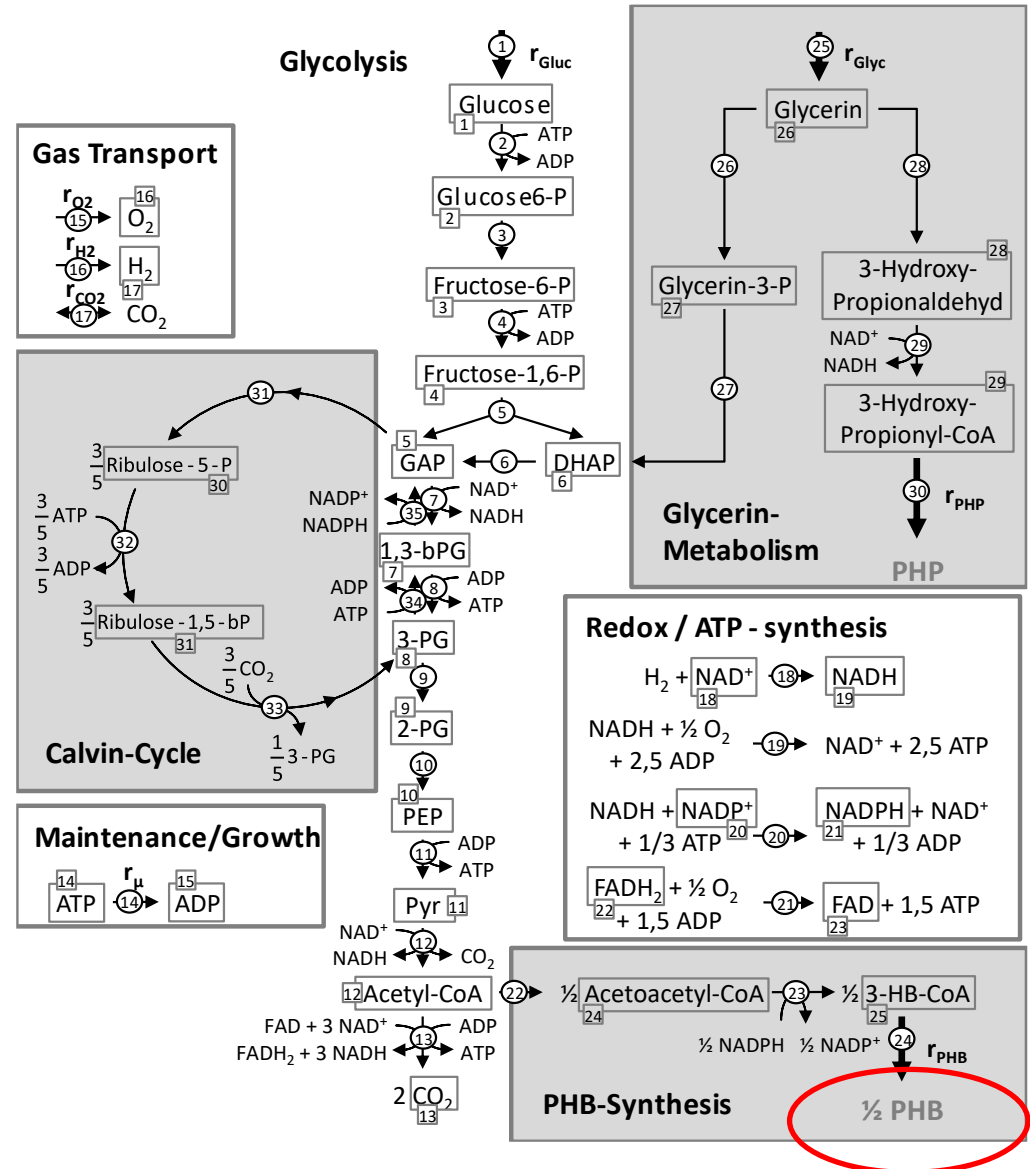 Glycolysis
1
r_Gluc
Glucose
1
2
ATP
ADP
Glucose6-P
2
3
Fructose-6-P
3
4
ATP
ADP
Fructose-1,6-P
4
5
5
GAP
6
DHAP
6
NADP⁺
NADPH
35
7
NAD⁺
NADH
1,3-bPG
7
ADP
ATP
34
8
ADP
ATP
3-PG
8
9
9
2-PG
10
10
PEP
11
ADP
ATP
Pyr
11
NAD⁺
NADH
12
CO₂
12
Acetyl-CoA
FAD + 3 NAD⁺
FADH₂ + 3 NADH
13
ADP
ATP
2 CO₂
13
Gas Transport
r_O2
15
16
O₂
r_H2
16
H₂
17
r_CO2
17
CO₂
31
3/5 Ribulose - 5 - P
30
3/5 ATP
3/5 ADP
32
3/5 Ribulose - 1,5 - bP
31
3/5 CO₂
33
1/5 3 - PG
Calvin-Cycle
Maintenance/Growth
14
ATP
r_μ
14
15
ADP
25
r_Glyc
Glycerin
26
26
28
Glycerin-3-P
27
27
28
3-Hydroxy-
Propionaldehyd
NAD⁺
NADH
29
29
3-Hydroxy-
Propionyl-CoA
30
r_PHP
PHP
Glycerin-
Metabolism
Redox / ATP - synthesis
H₂ + NAD⁺
18
18
NADH
19
NADH + ½ O₂
+ 2,5 ADP
19
NAD⁺ + 2,5 ATP
NADH + NADP⁺
20
+ 1/3 ATP
20
NADPH + NAD⁺
21
+ 1/3 ADP
FADH₂ + ½ O₂
22
+ 1,5 ADP
21
FAD + 1,5 ATP
23
22
½ Acetoacetyl-CoA
24
23
½ NADPH
½ NADP⁺
½ 3-HB-CoA
25
24
r_PHB
½ PHB
PHB-Synthesis